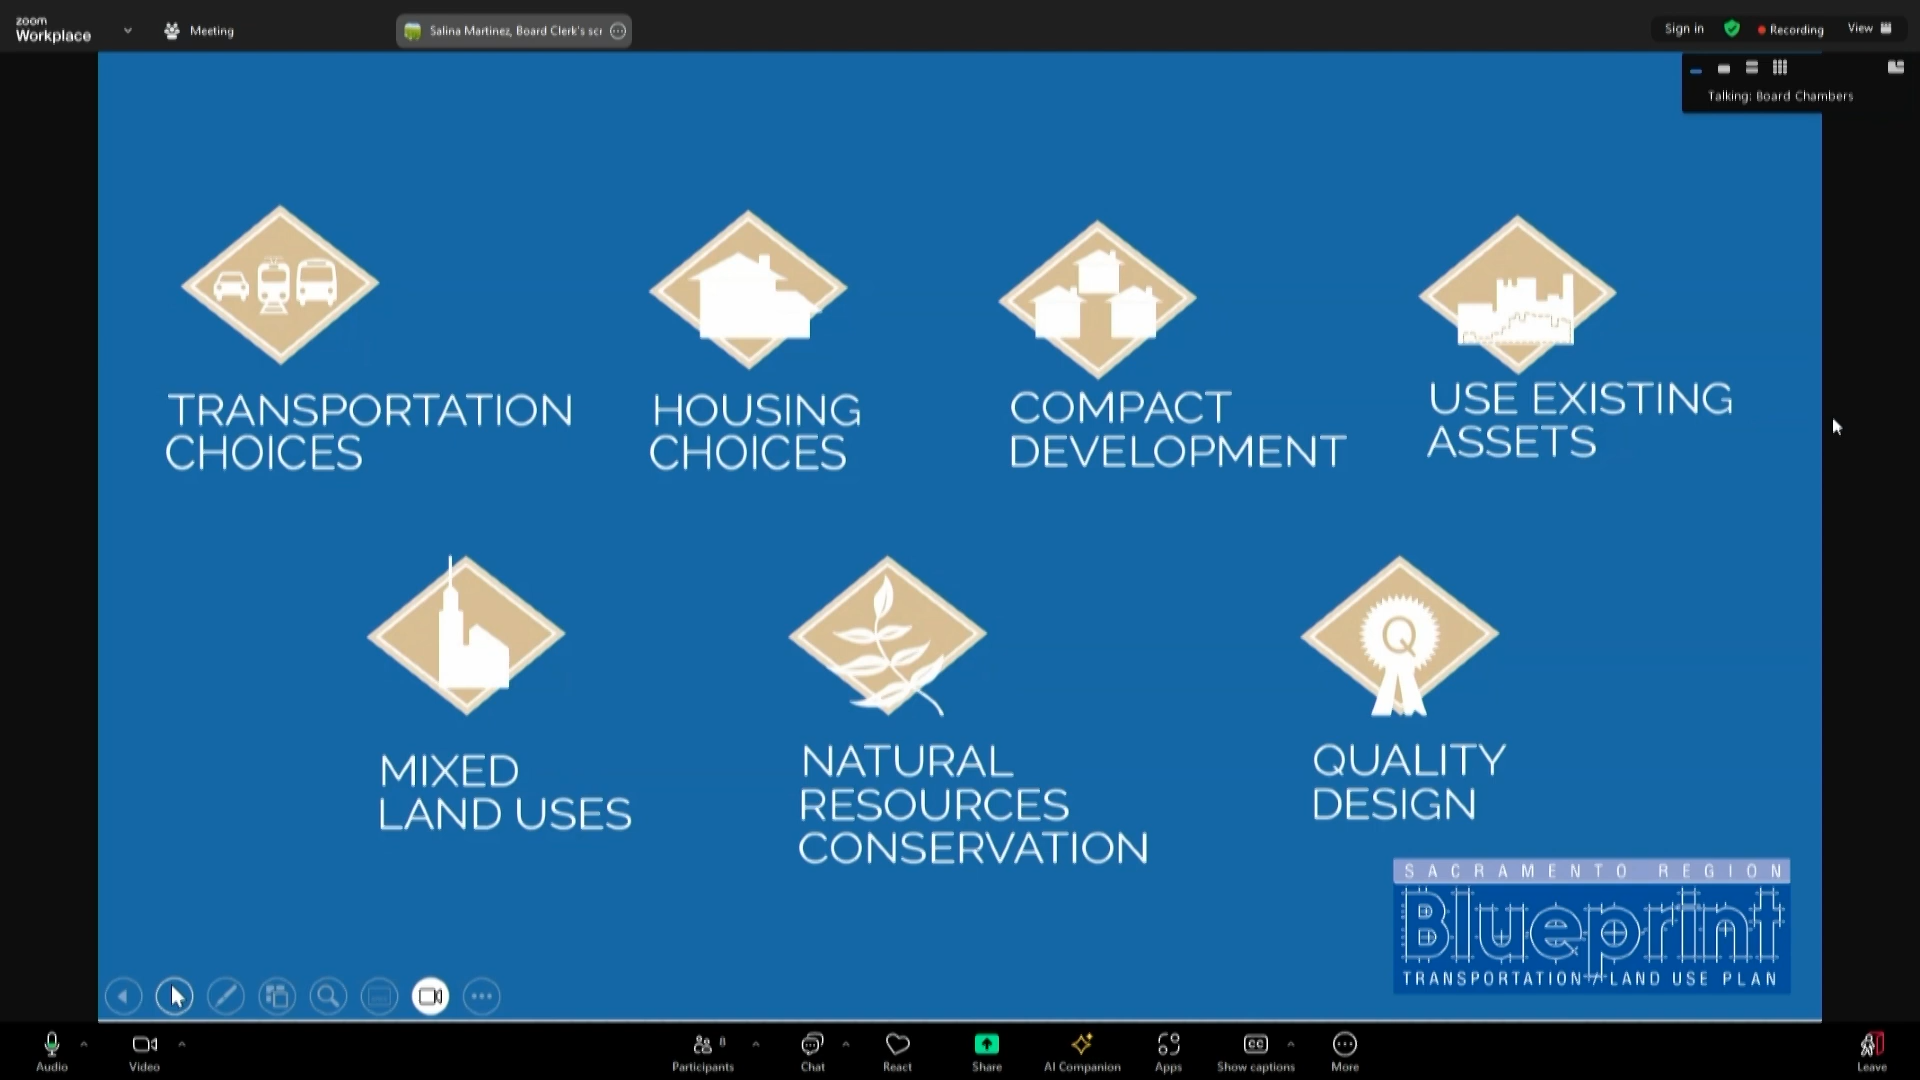 zoom
Workplace
Meeting
Salina Martinez, Board Clerk's scr
Sign in
Recording
View
Talking: Board Chambers
TRANSPORTATION
CHOICES
HOUSING
CHOICES
COMPACT
DEVELOPMENT
USE EXISTING
ASSETS
MIXED
LAND USES
NATURAL
RESOURCES
CONSERVATION
Q
QUALITY
DESIGN
SACRAMENTO REGION
Blueprint
TRANSPORTATION / LAND USE PLAN
Audio
Video
8
Participants
Chat
React
Share
AI Companion
Apps
CC
Show captions
More
Leave